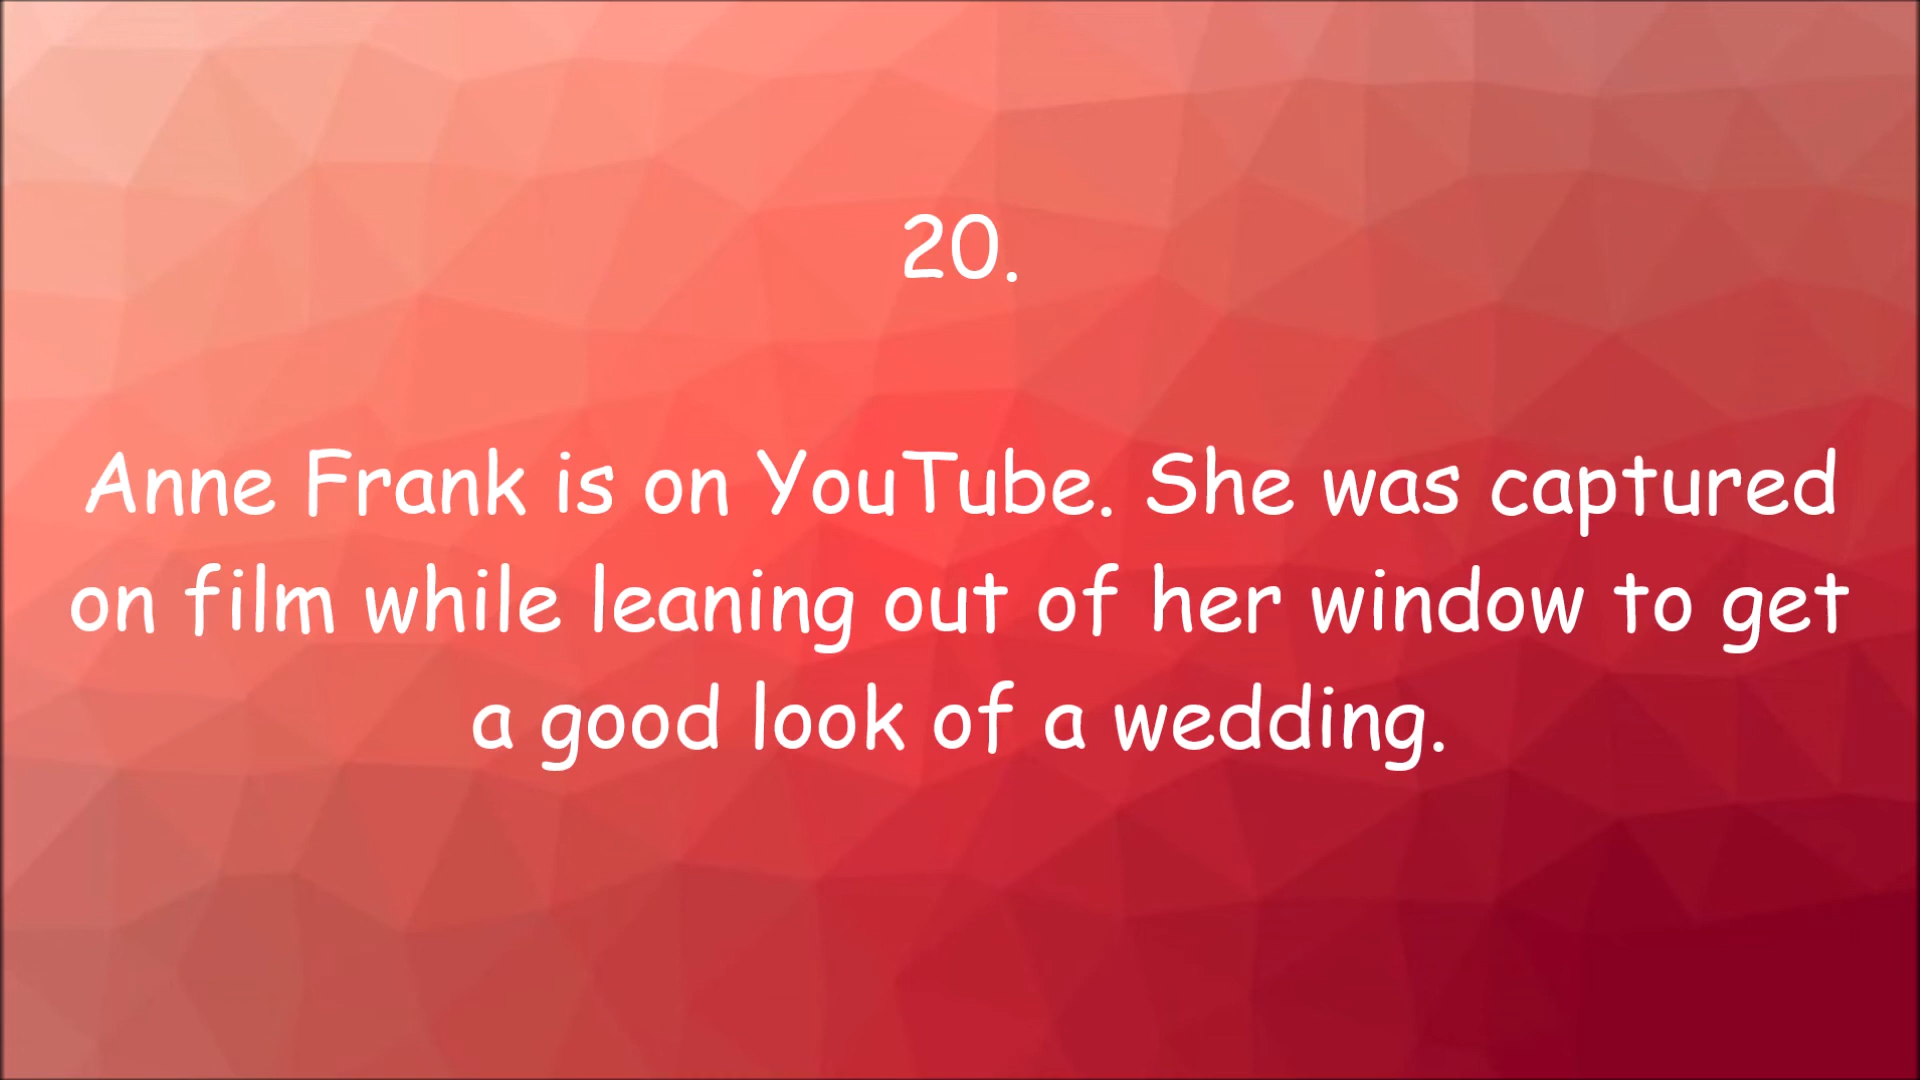 20.
Anne Frank is on YouTube. She was captured
on film while leaning out of her window to get
a good look of a wedding.